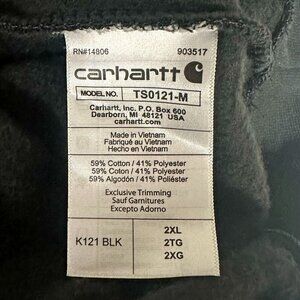 RN#14806 903517
carhartt
MODEL NO. TS0121-M
Carhartt, Inc. P.O. Box 600
Dearborn, MI 48121 USA
carhartt.com
Made in Vietnam
Fabriqué au Vietnam
Hecho en Vietnam
59% Cotton / 41% Polyester
59% Coton / 41% Polyester
59% Algodón / 41% Poliéster
Exclusive Trimming
Sauf Garnitures
Excepto Adorno
K121 BLK 2XL
2TG
2XG